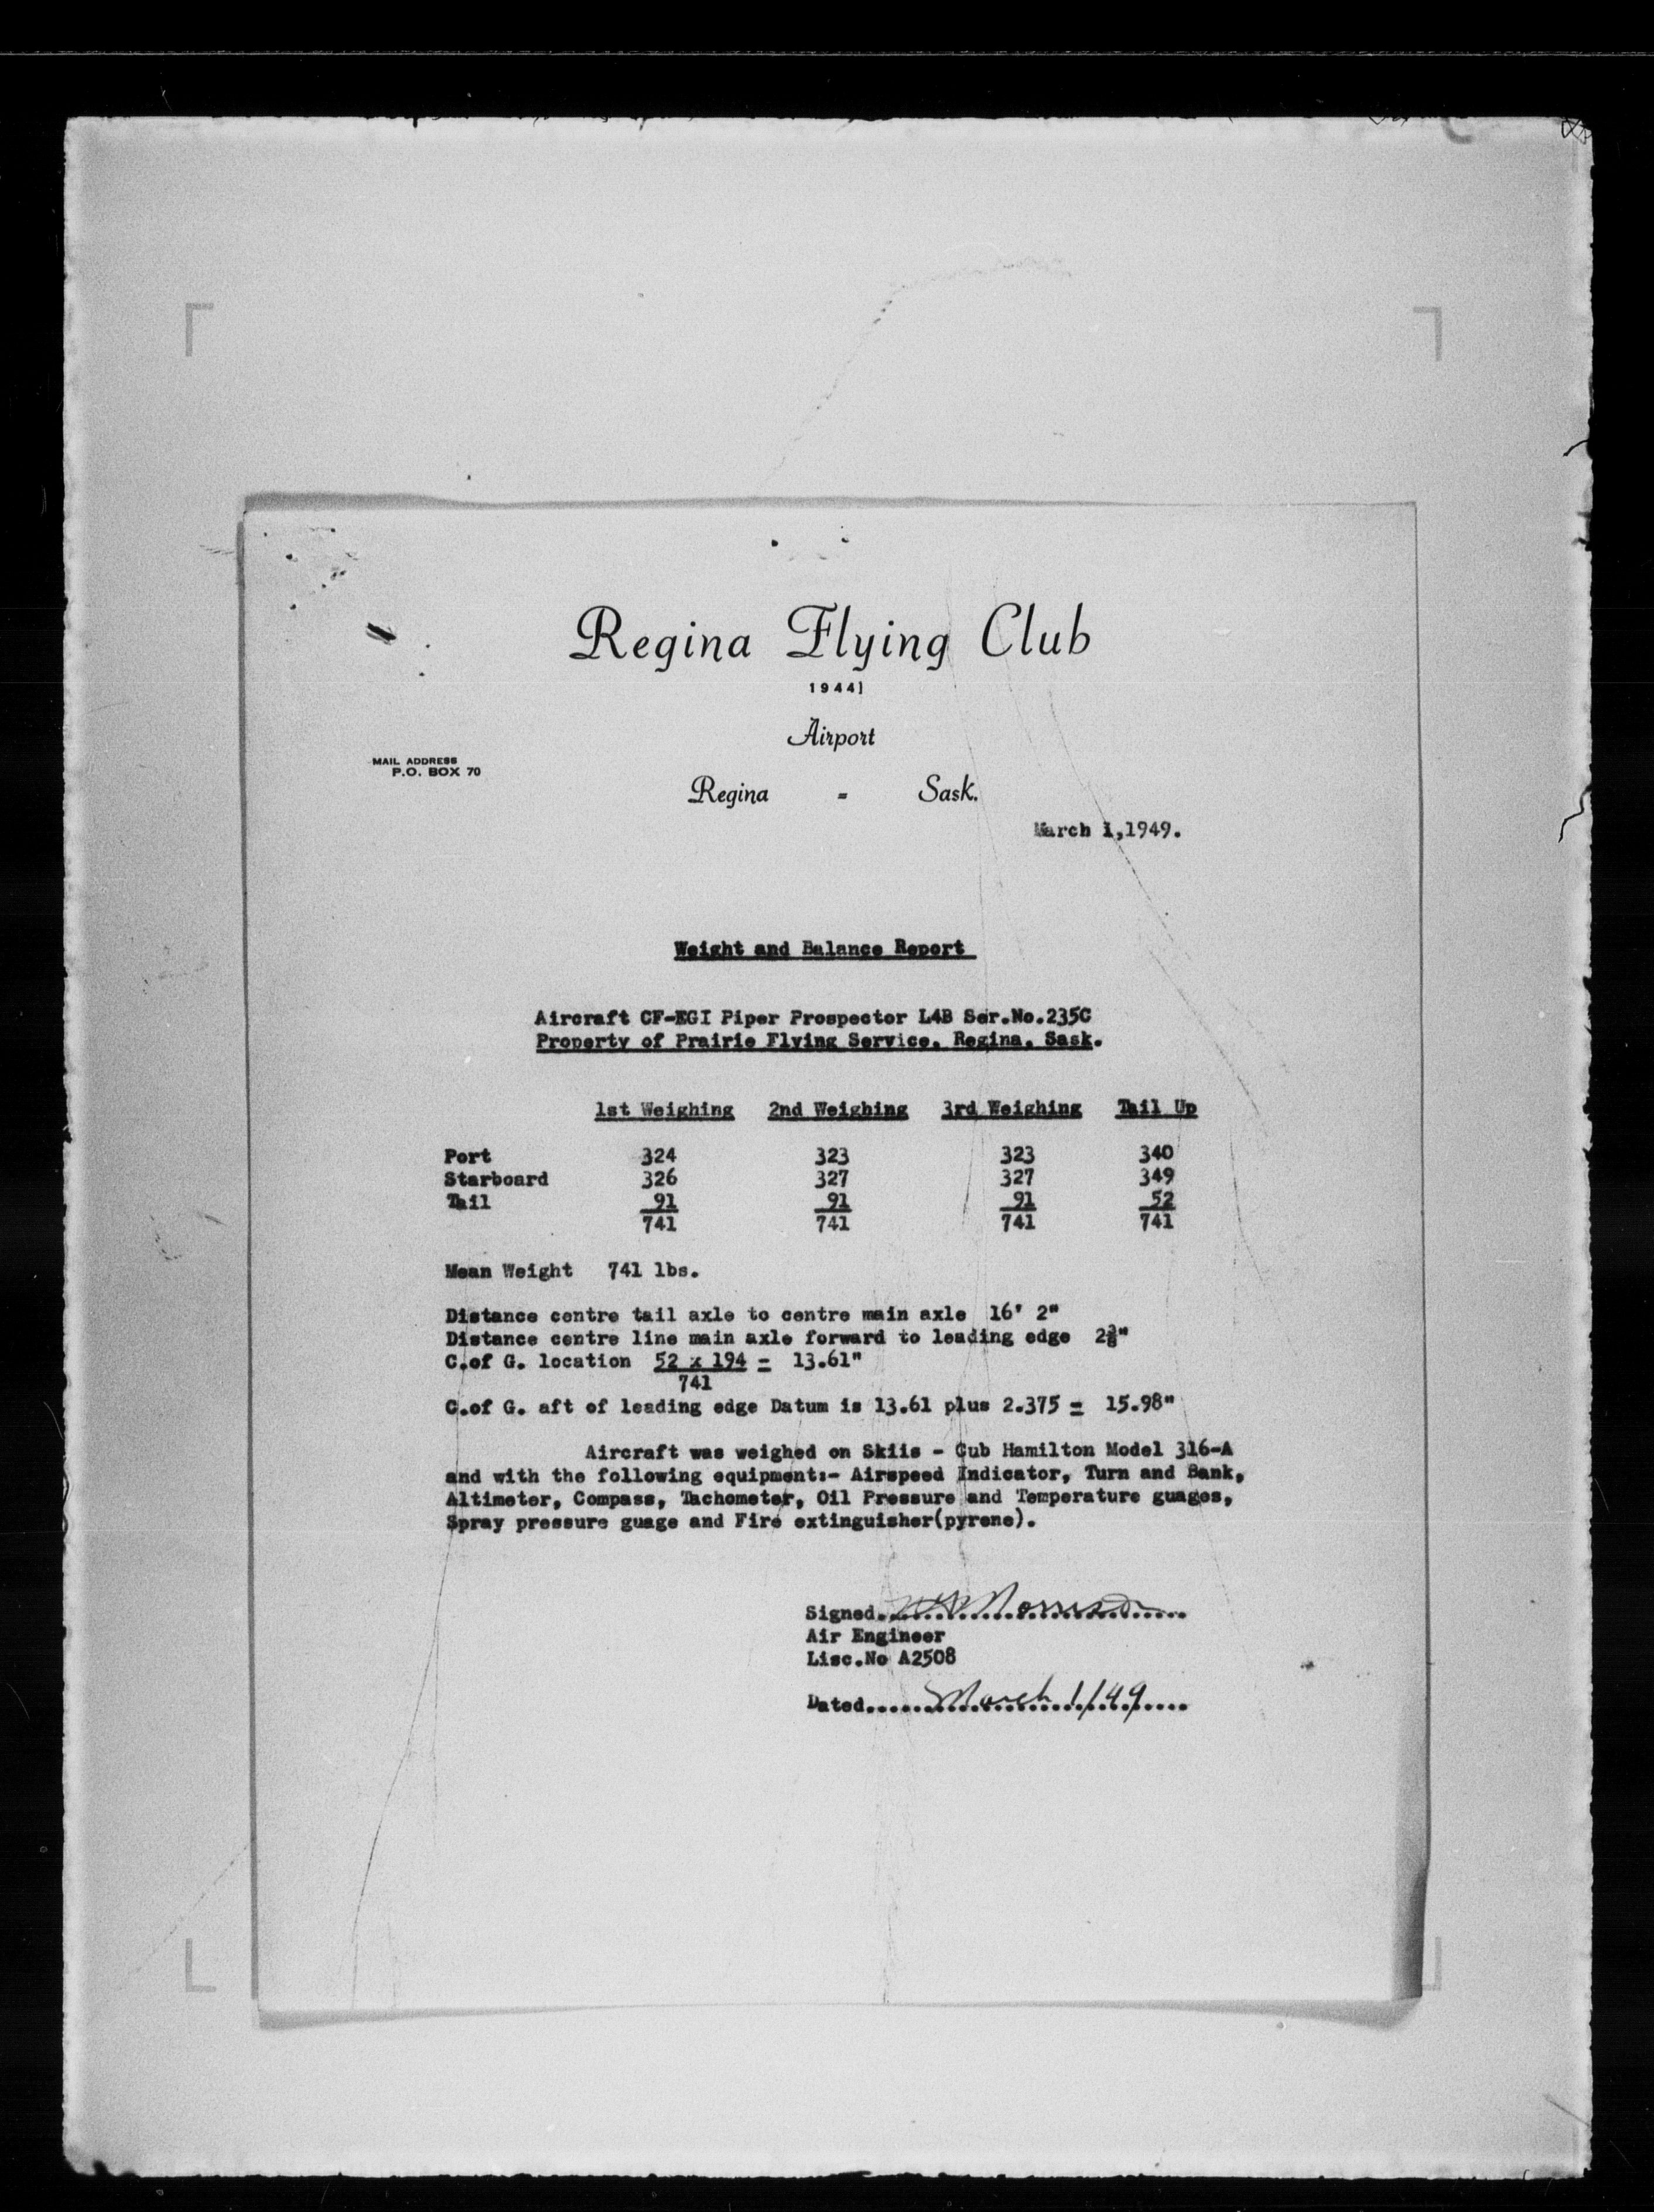 Regina Flying Club
1944]
Airport
MAIL ADDRESS
P.O. BOX 70
Regina - Sask.
March 1,1949.
Weight and Balance Report
Aircraft CF-EGI Piper Prospector L4B Ser.No.235C
Property of Prairie Flying Service, Regina, Sask.
1st Weighing 2nd Weighing 3rd Weighing Tail Up
Port 324 323 323 340
Starboard 326 327 327 349
Tail 91 91 91 52
741 741 741 741
Mean Weight 741 lbs.
Distance centre tail axle to centre main axle 16' 2"
Distance centre line main axle forward to leading edge 2⅜"
C.of G. location 52 x 194 = 13.61"
741
C.of G. aft of leading edge Datum is 13.61 plus 2.375 = 15.98"
Aircraft was weighed on Skiis - Cub Hamilton Model 316-A
and with the following equipment:- Airspeed Indicator, Turn and Bank,
Altimeter, Compass, Tachometer, Oil Pressure and Temperature guages,
Spray pressure guage and Fire extinguisher(pyrene).
Signed. Morrison
Air Engineer
Lisc.No A2508
Dated...... March 1/49....